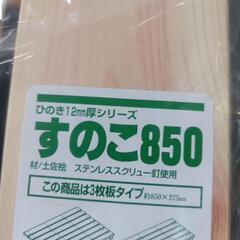 ひのき12mm厚シリーズ
すのこ850
材/土佐桧 ステンレススクリュー釘使用
この商品は3枚板タイプ 約850×275mm